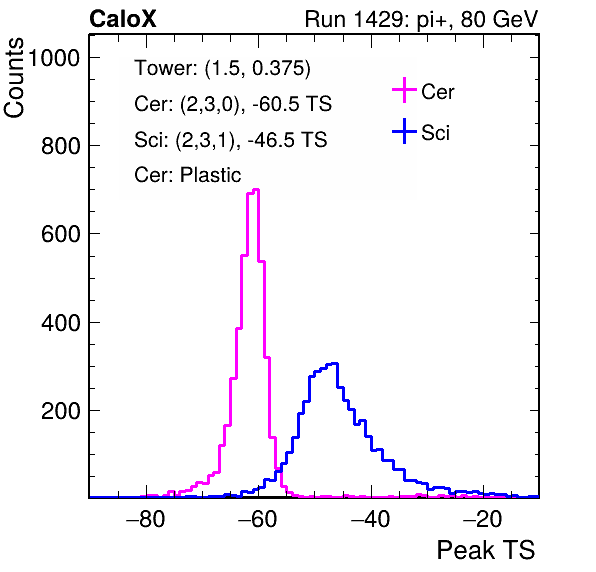 CaloX Run 1429: pi+, 80 GeV
Counts
1000
800
600
400
200
Tower: (1.5, 0.375)
Cer: (2,3,0), -60.5 TS
Sci: (2,3,1), -46.5 TS
Cer: Plastic
Cer
Sci
−80 −60 −40 −20
Peak TS